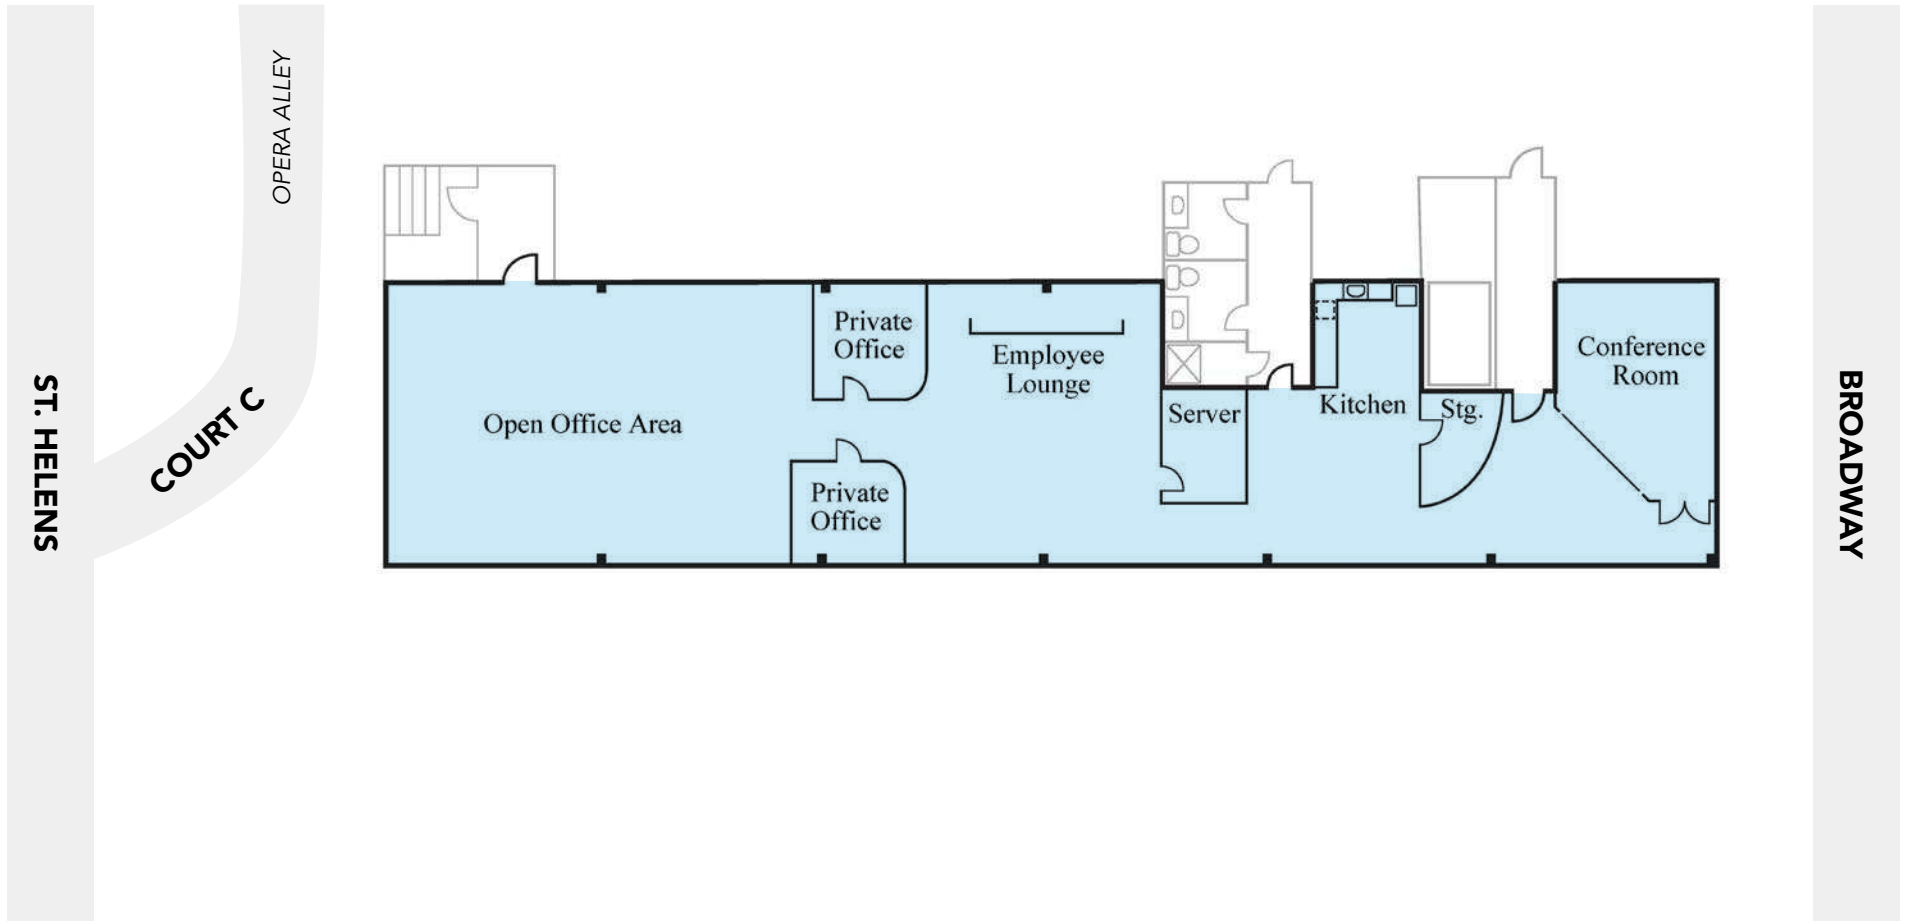 ST. HELENS
COURT C
OPERA ALLEY
Open Office Area
Private
Office
Private
Office
Employee
Lounge
Server
Kitchen
Stg.
Conference
Room
BROADWAY